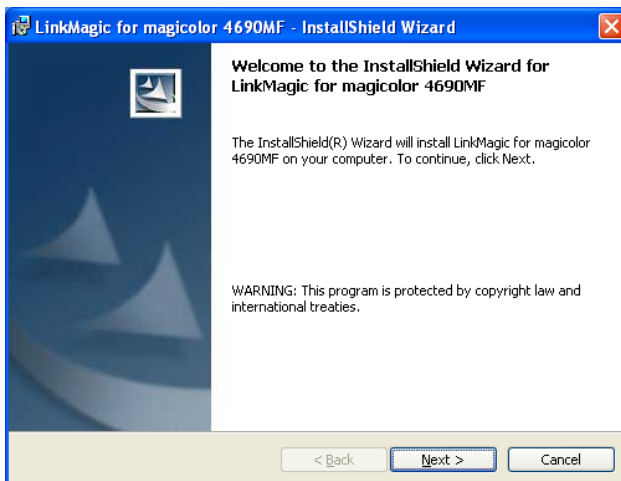 LinkMagic for magicolor 4690MF - InstallShield Wizard
Welcome to the InstallShield Wizard for
LinkMagic for magicolor 4690MF
The InstallShield(R) Wizard will install LinkMagic for magicolor
4690MF on your computer. To continue, click Next.
WARNING: This program is protected by copyright law and
international treaties.
< Back
Next >
Cancel